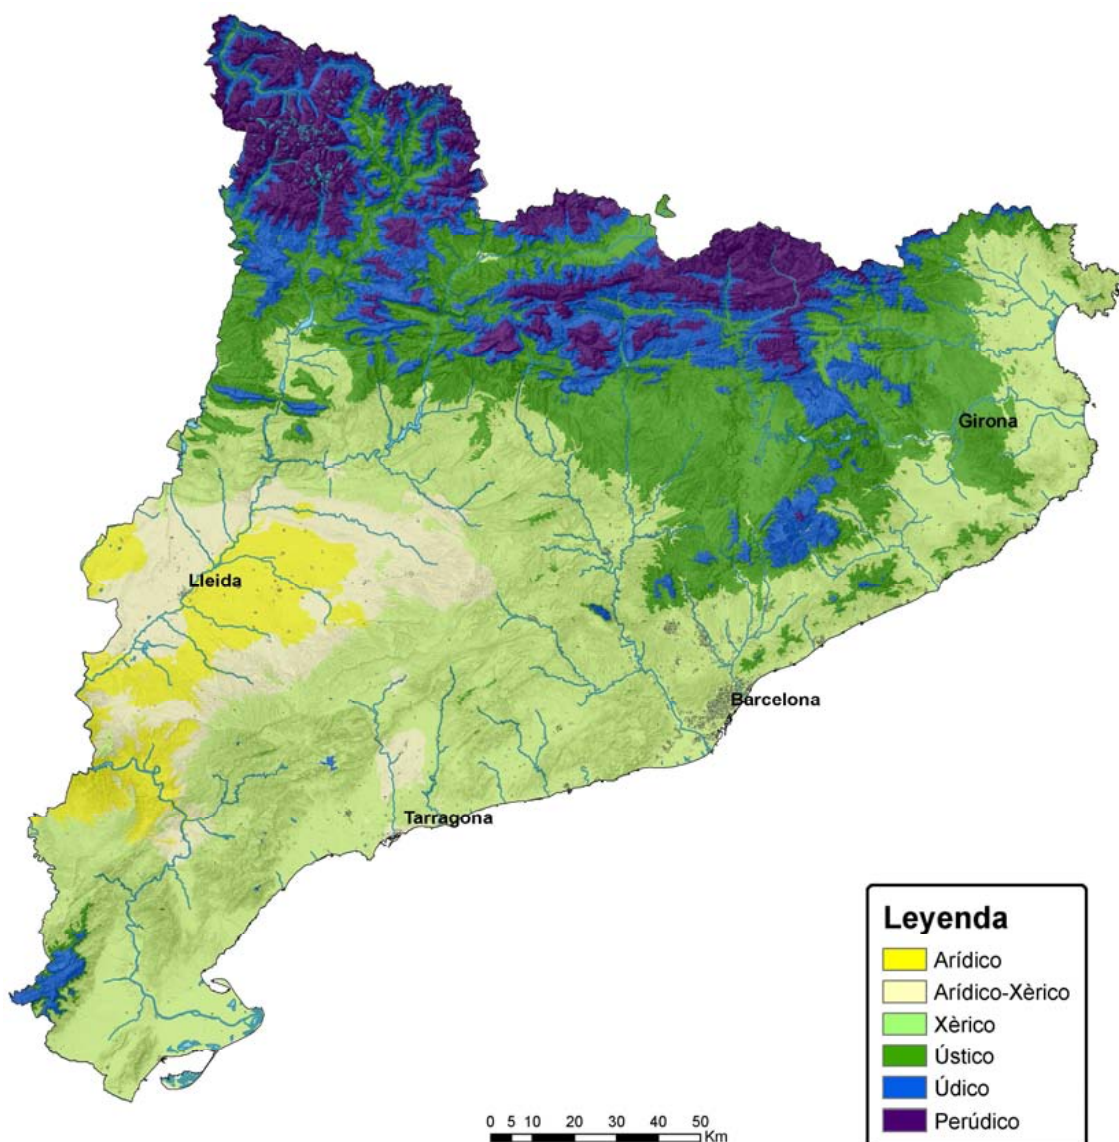 Girona
Lleida
Barcelona
Tarragona
Leyenda
Arídico
Arídico-Xèrico
Xèrico
Ústico
Údico
Perúdico
0 5 10 20 30 40 50
Km